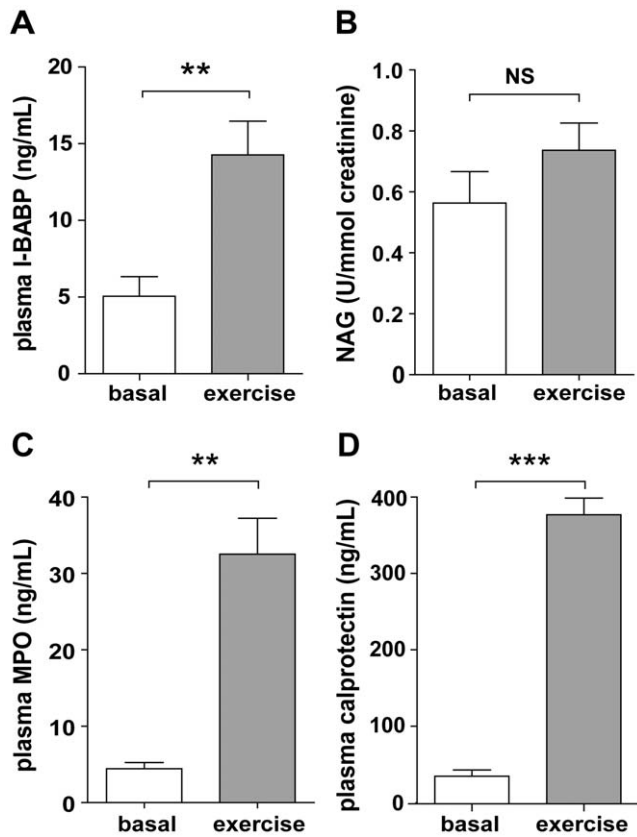 A
plasma I-BABP (ng/mL)
20
15
10
5
0
**
basal exercise
B
NAG (U/mmol creatinine)
1.0
0.8
0.6
0.4
0.2
0
NS
basal exercise
C
plasma MPO (ng/mL)
40
30
20
10
0
**
basal exercise
D
plasma calprotectin (ng/mL)
400
300
200
100
0
***
basal exercise